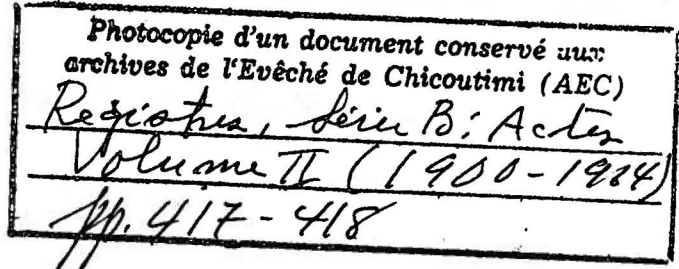 Photocopie d'un document conservé aux
archives de l'Evêché de Chicoutimi (AEC)
Registres, Série B: Actes
Volume II (1900-1924)
pp. 417-418